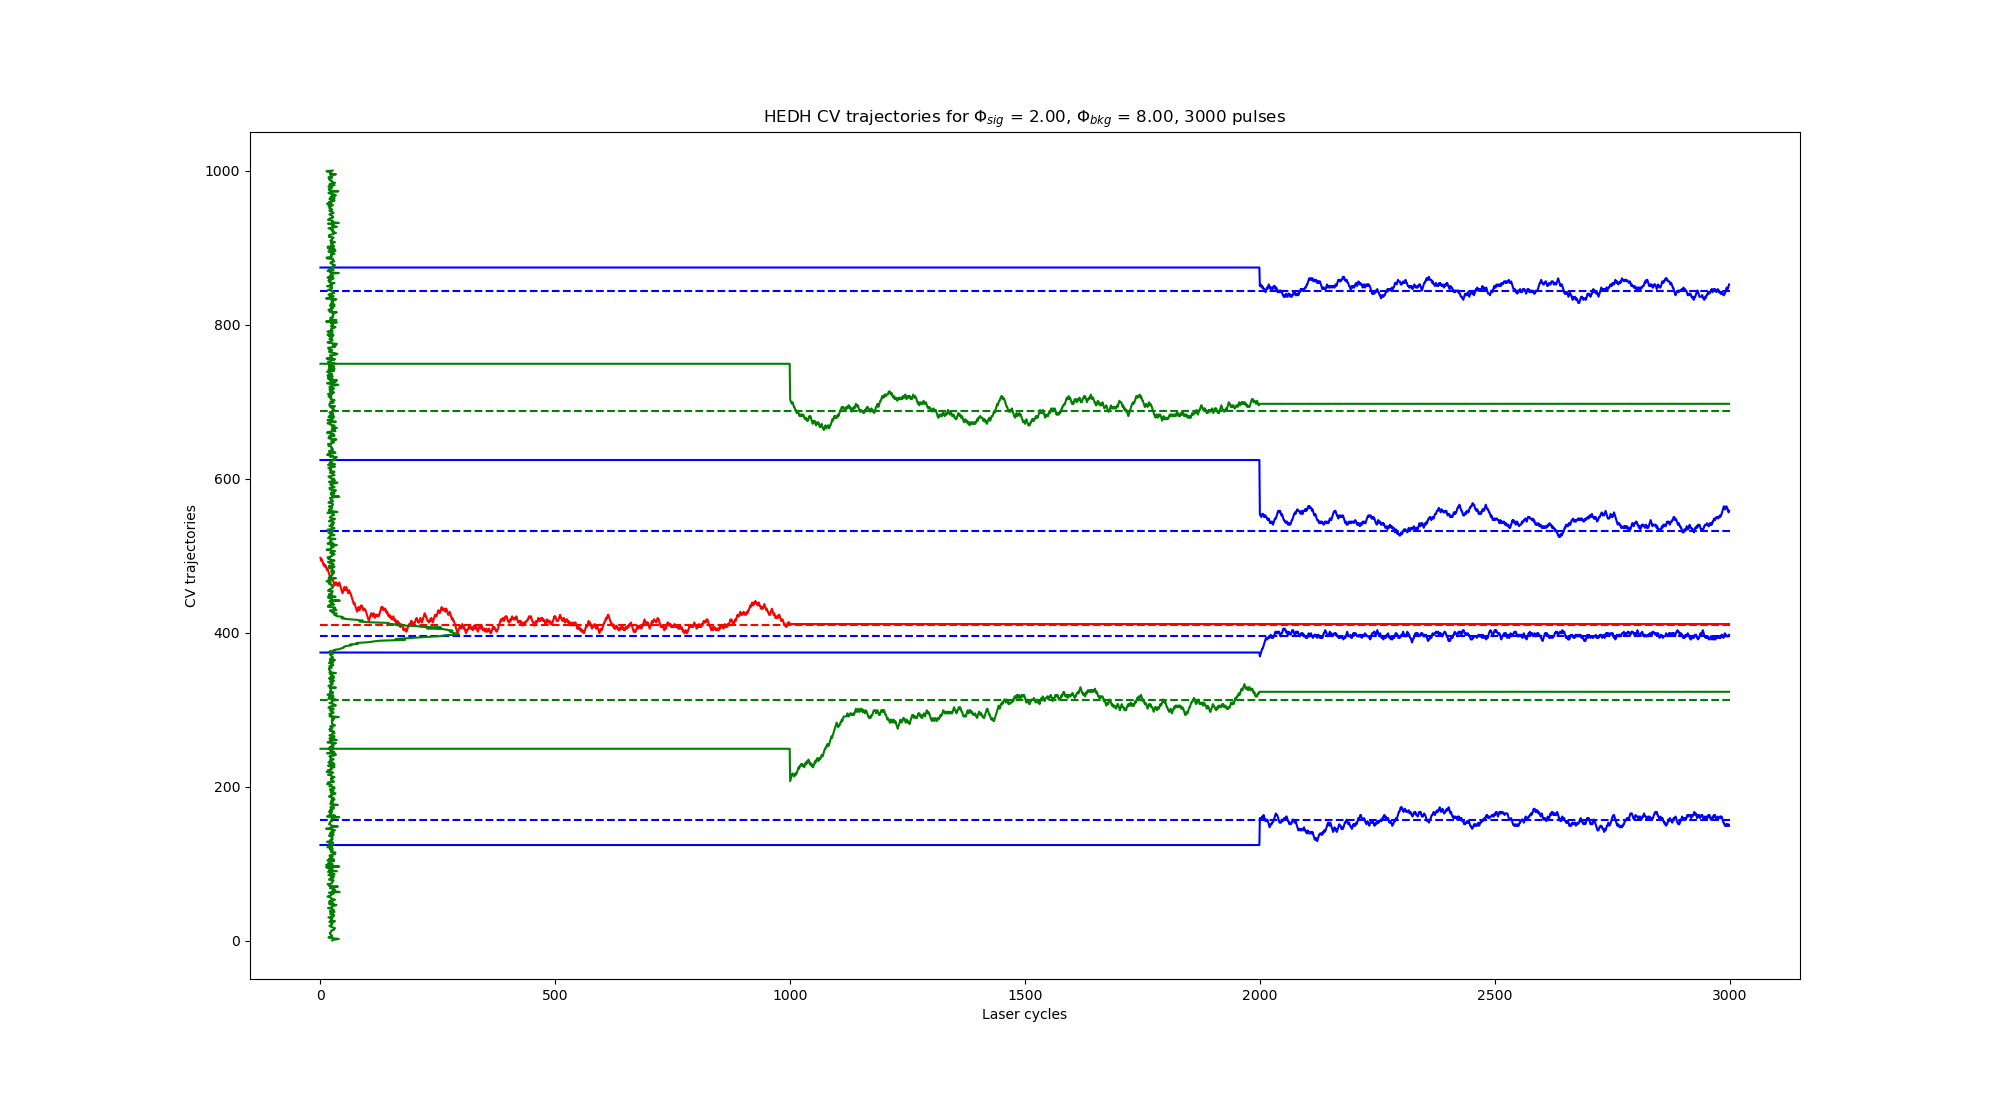 HEDH CV trajectories for Φsig = 2.00, Φbkg = 8.00, 3000 pulses
1000
800
600
400
200
0
CV trajectories
0 500 1000 1500 2000 2500 3000
Laser cycles